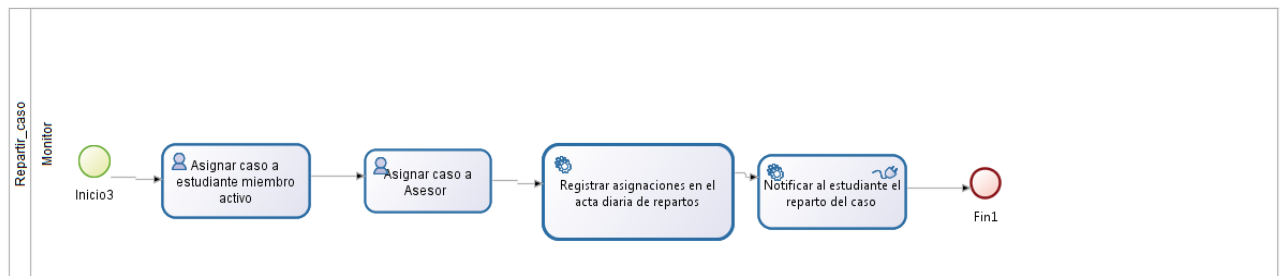 Repartir_caso
Monitor
Inicio3
Asignar caso a
estudiante miembro
activo
Asignar caso a
Asesor
Registrar asignaciones en el
acta diaria de repartos
Notificar al estudiante el
reparto del caso
Fin1